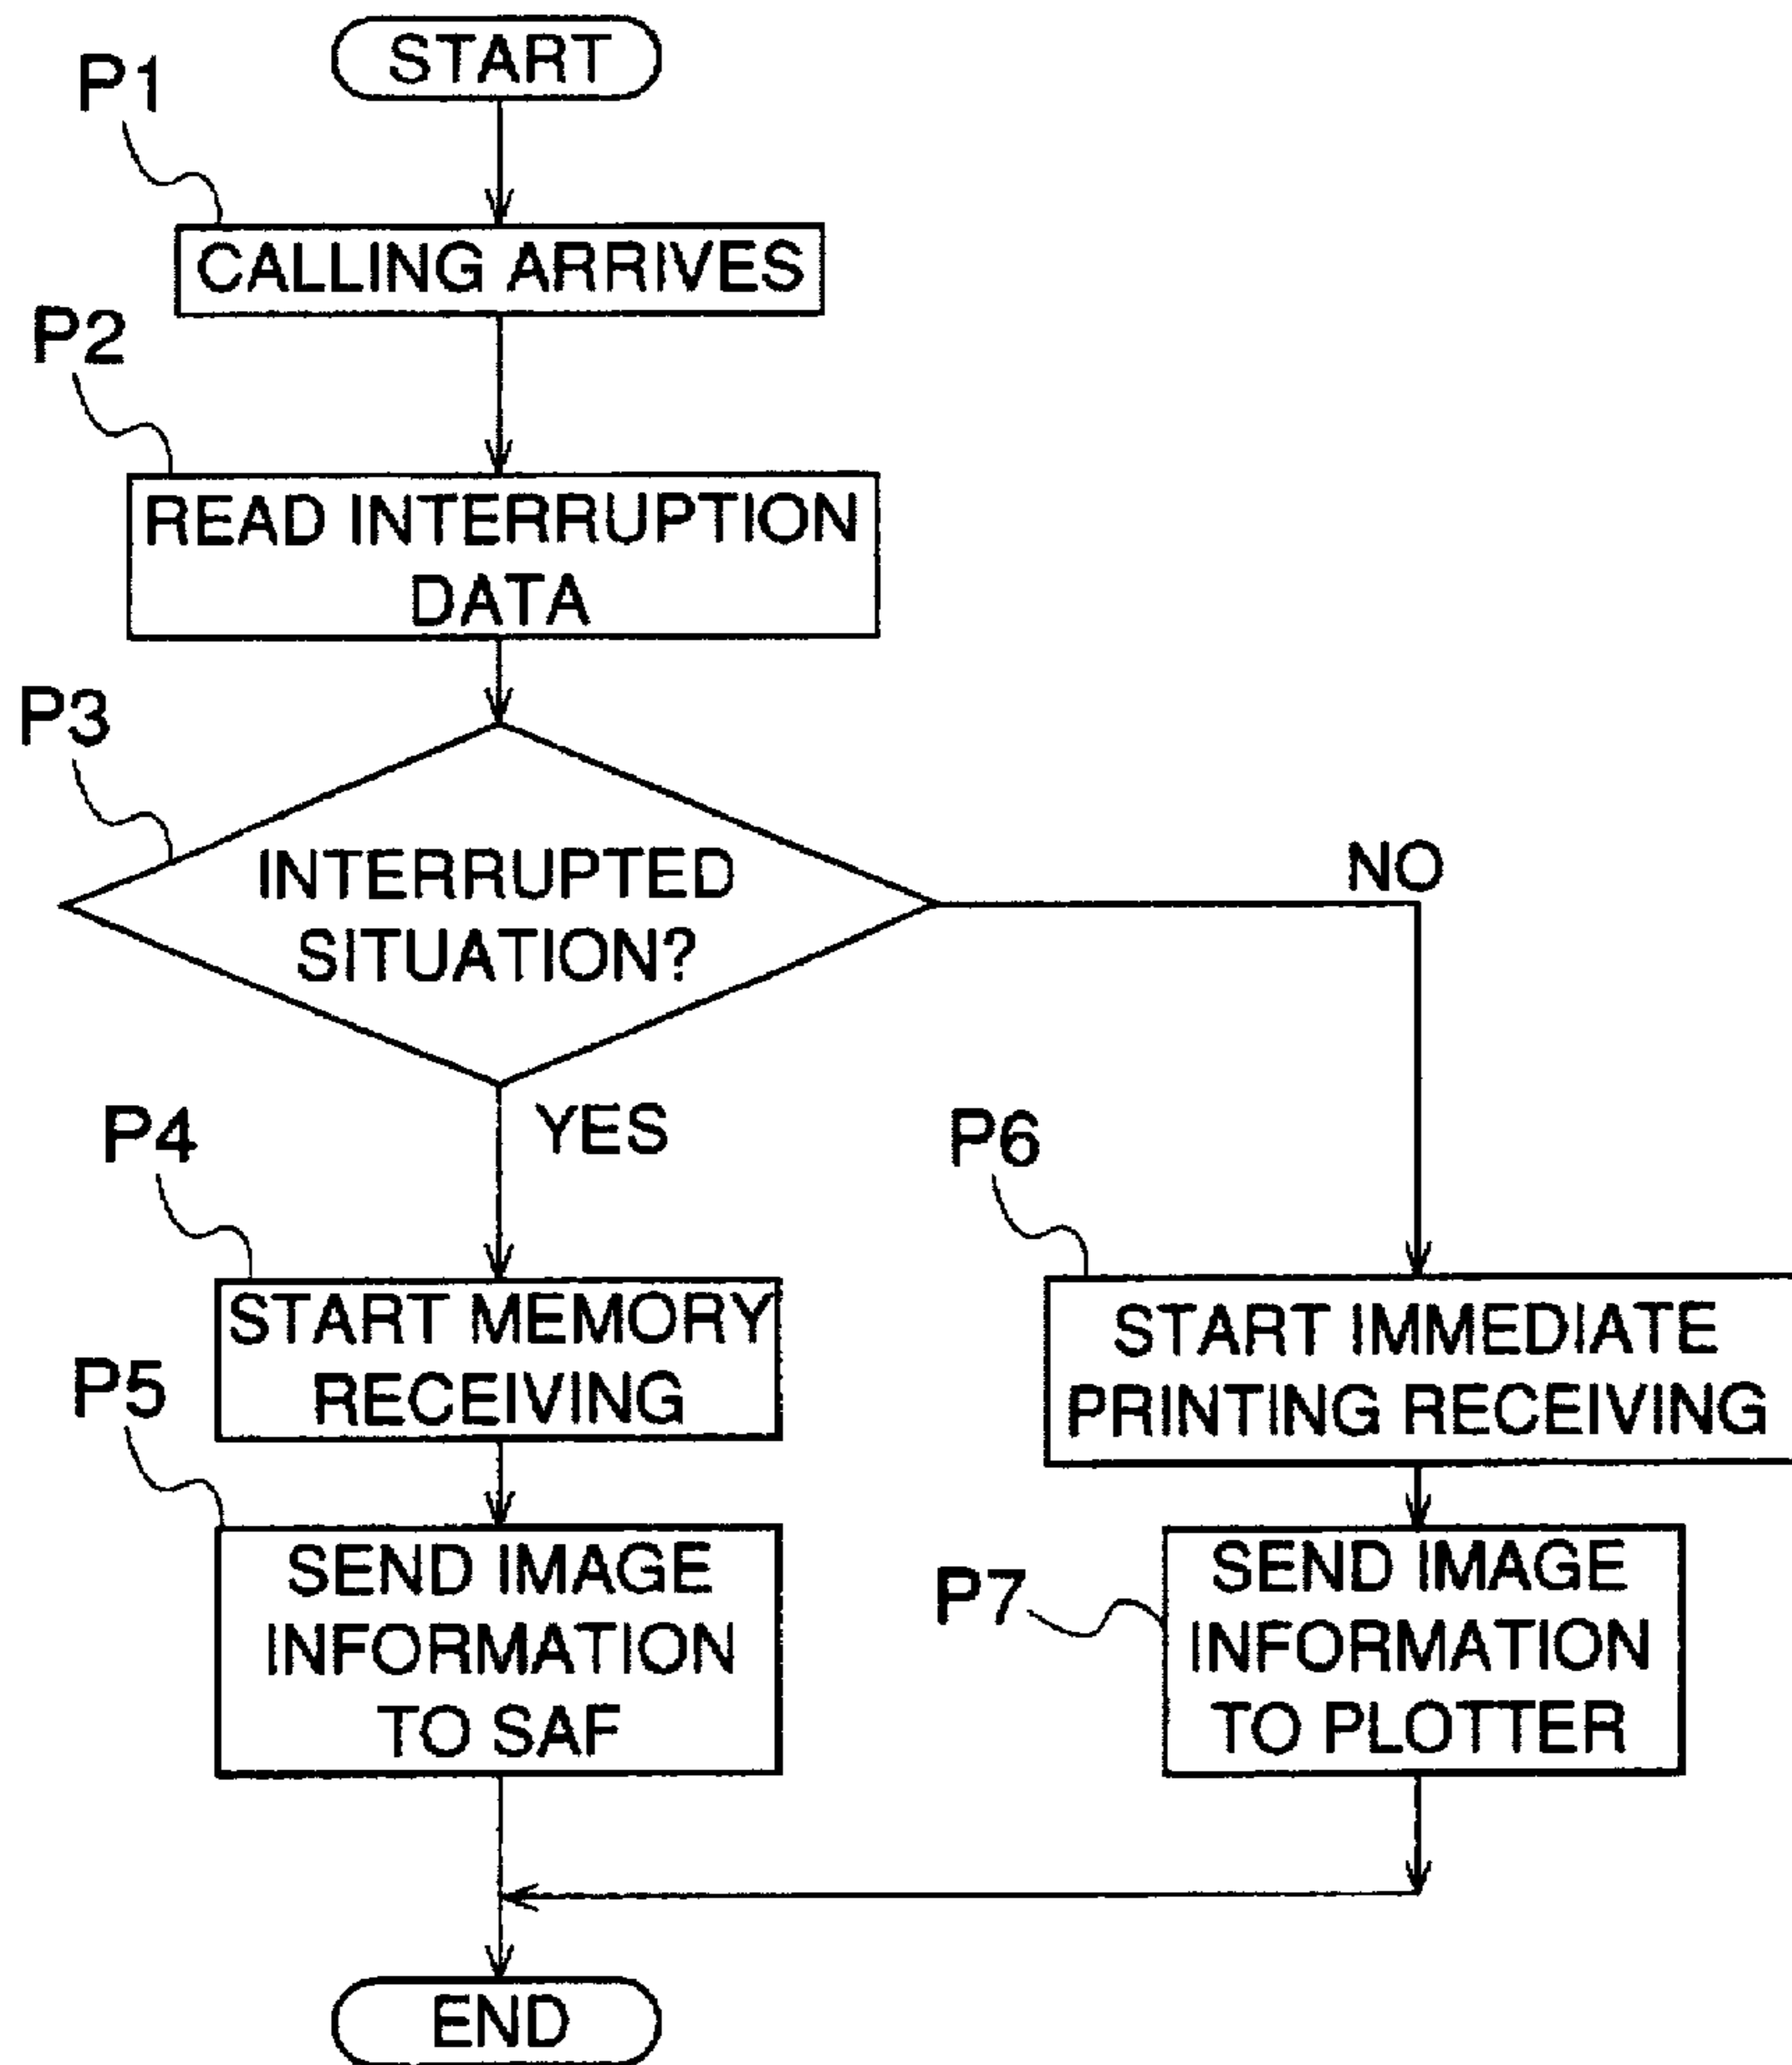 START
P1
CALLING ARRIVES
P2
READ INTERRUPTION
DATA
P3
INTERRUPTED
SITUATION?
NO
YES
P4
START MEMORY
RECEIVING
P6
START IMMEDIATE
PRINTING RECEIVING
P5
SEND IMAGE
INFORMATION
TO SAF
P7
SEND IMAGE
INFORMATION
TO PLOTTER
END